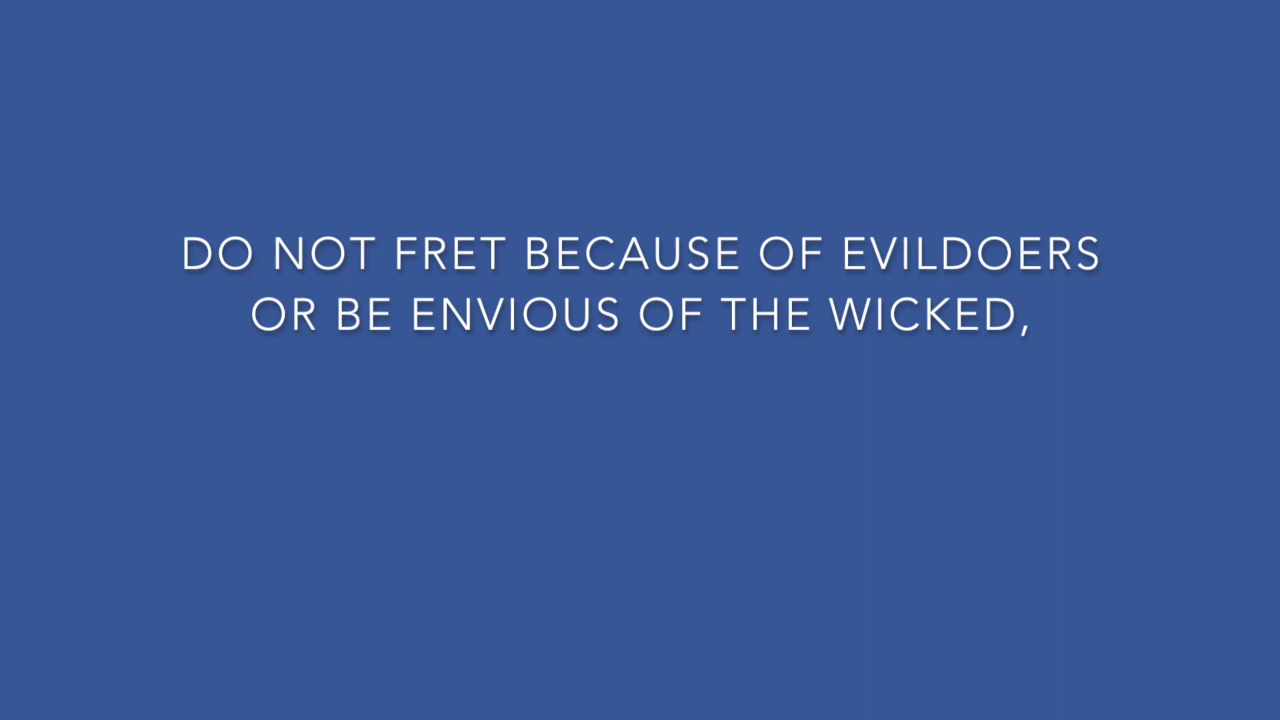 DO NOT FRET BECAUSE OF EVILDOERS
OR BE ENVIOUS OF THE WICKED,